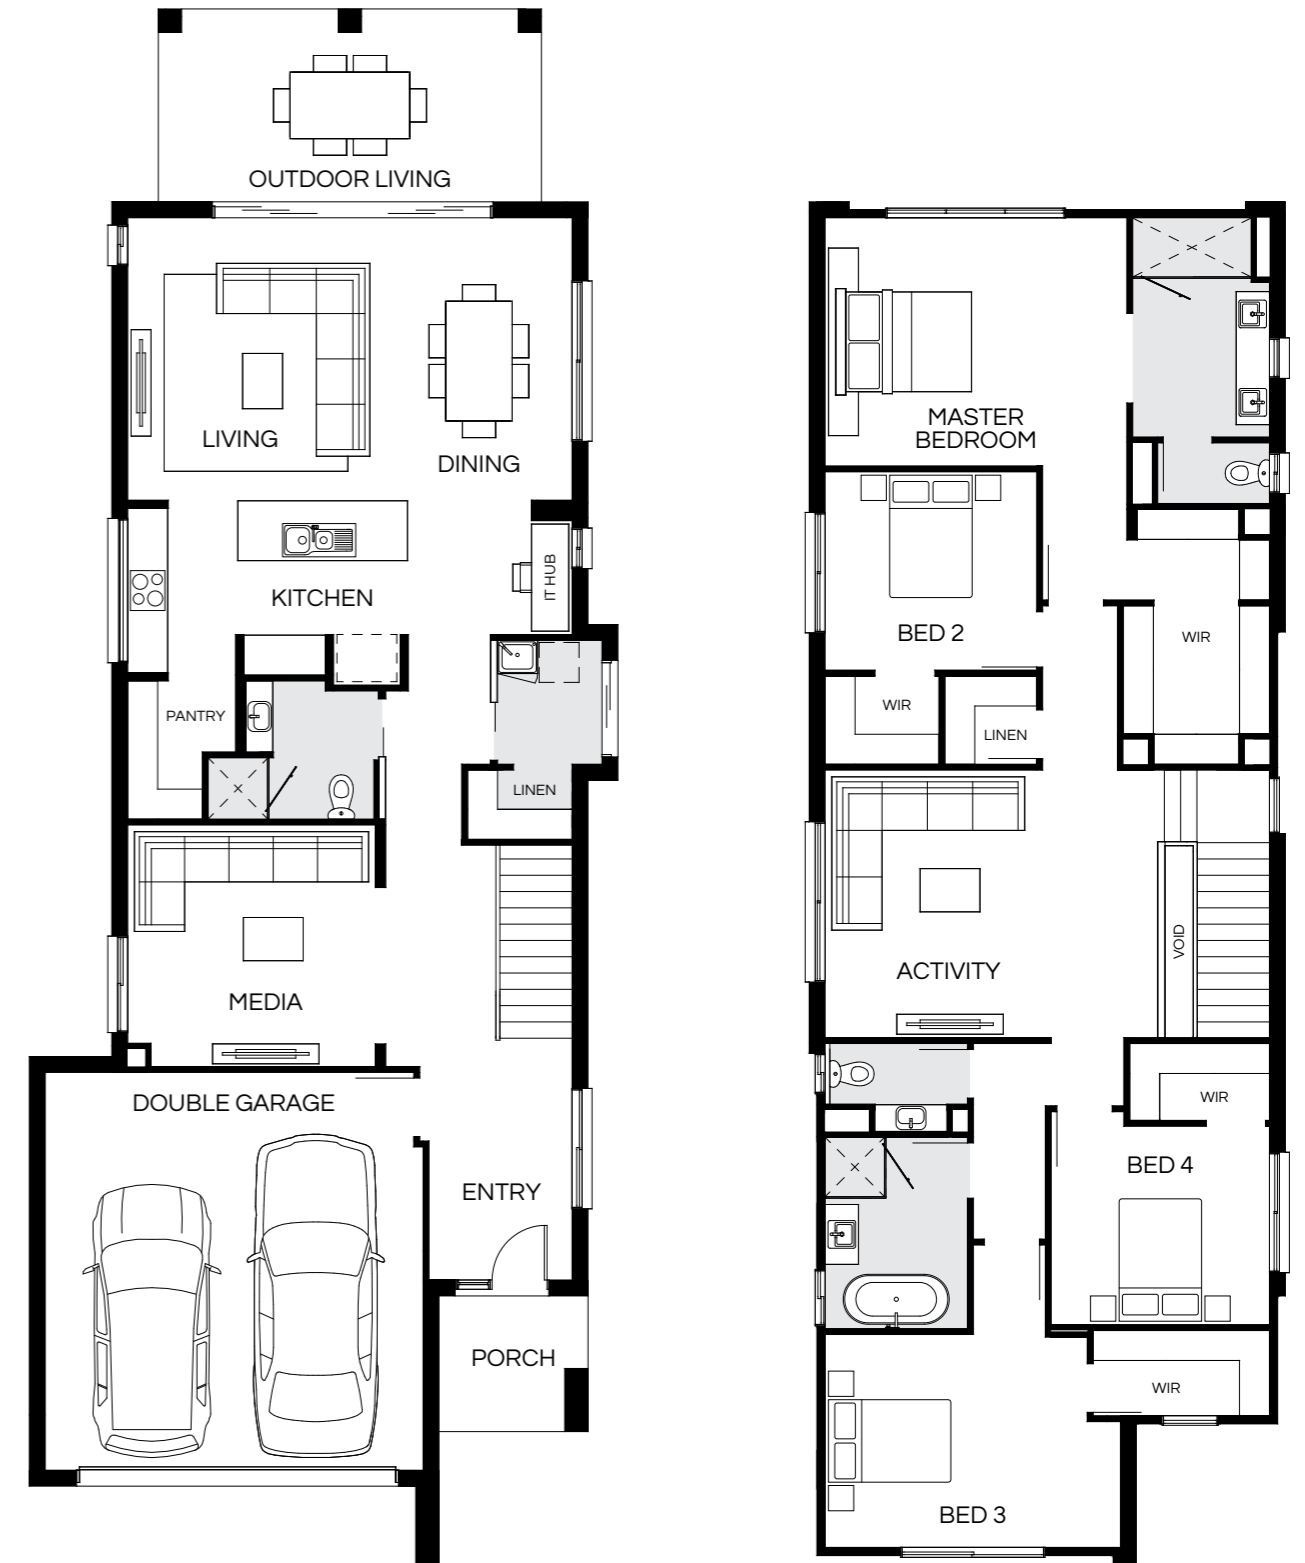 OUTDOOR LIVING
LIVING
DINING
KITCHEN
IT HUB
PANTRY
LINEN
MEDIA
DOUBLE GARAGE
ENTRY
PORCH
MASTER
BEDROOM
BED 2
WIR
WIR
LINEN
ACTIVITY
VOID
WIR
BED 4
WIR
BED 3